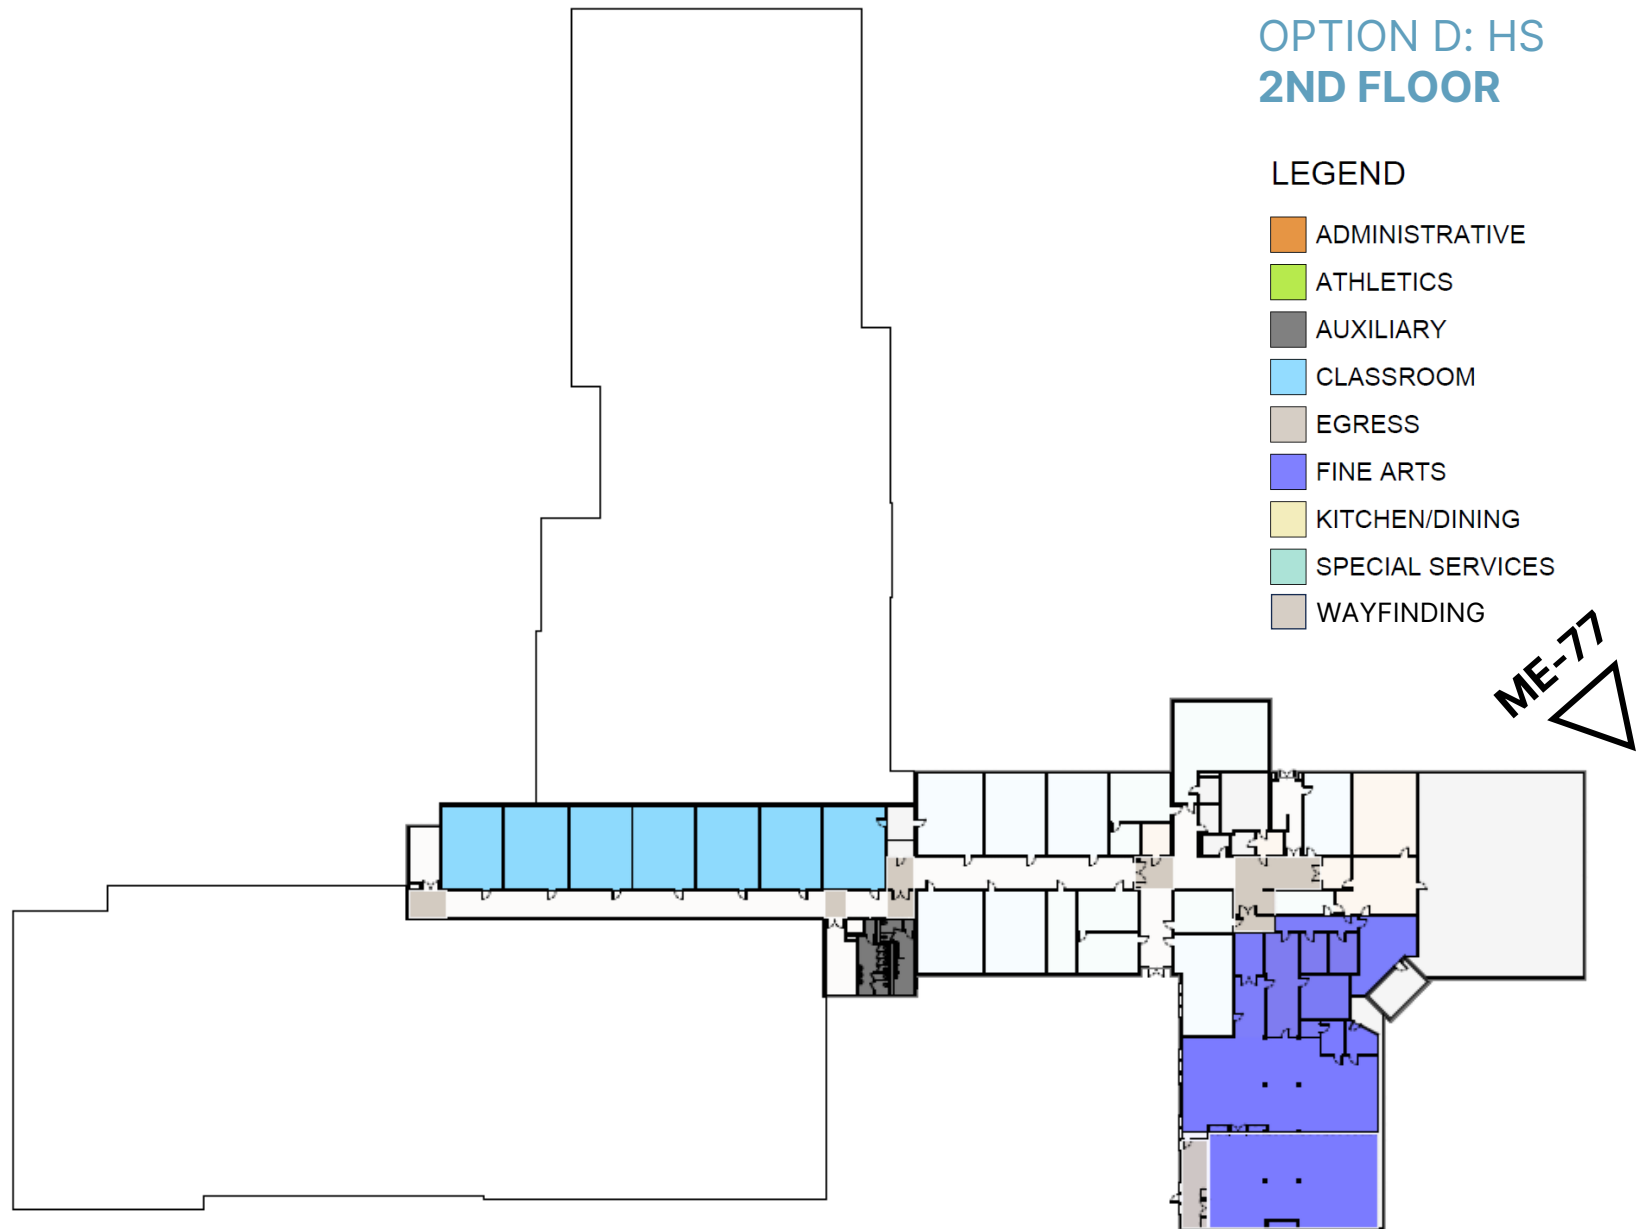 OPTION D: HS
2ND FLOOR
LEGEND
ADMINISTRATIVE
ATHLETICS
AUXILIARY
CLASSROOM
EGRESS
FINE ARTS
KITCHEN/DINING
SPECIAL SERVICES
WAYFINDING
ME-77